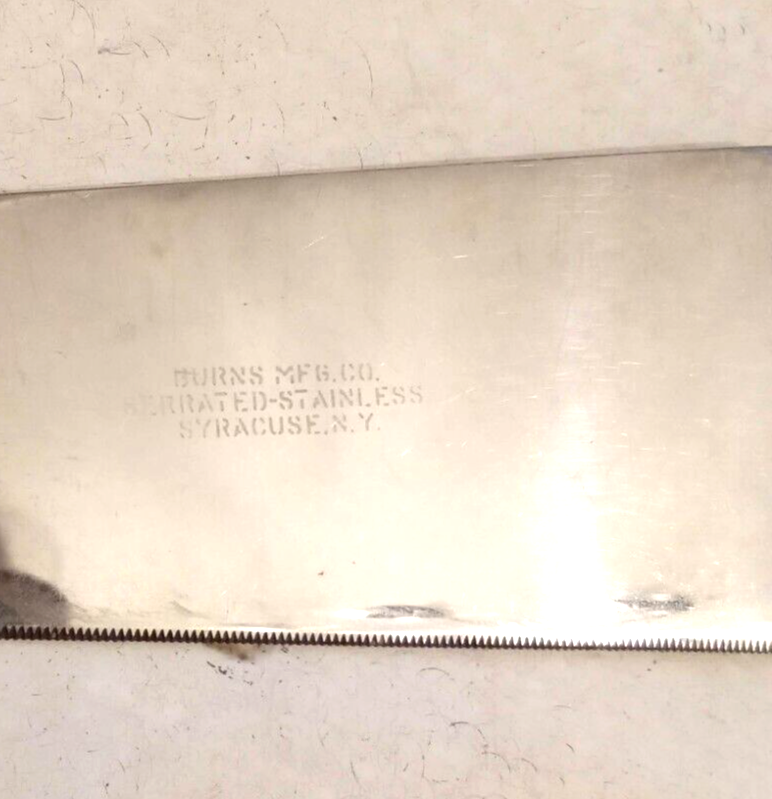 BURNS MFG.CO.
SERRATED-STAINLESS
SYRACUSE, N.Y.